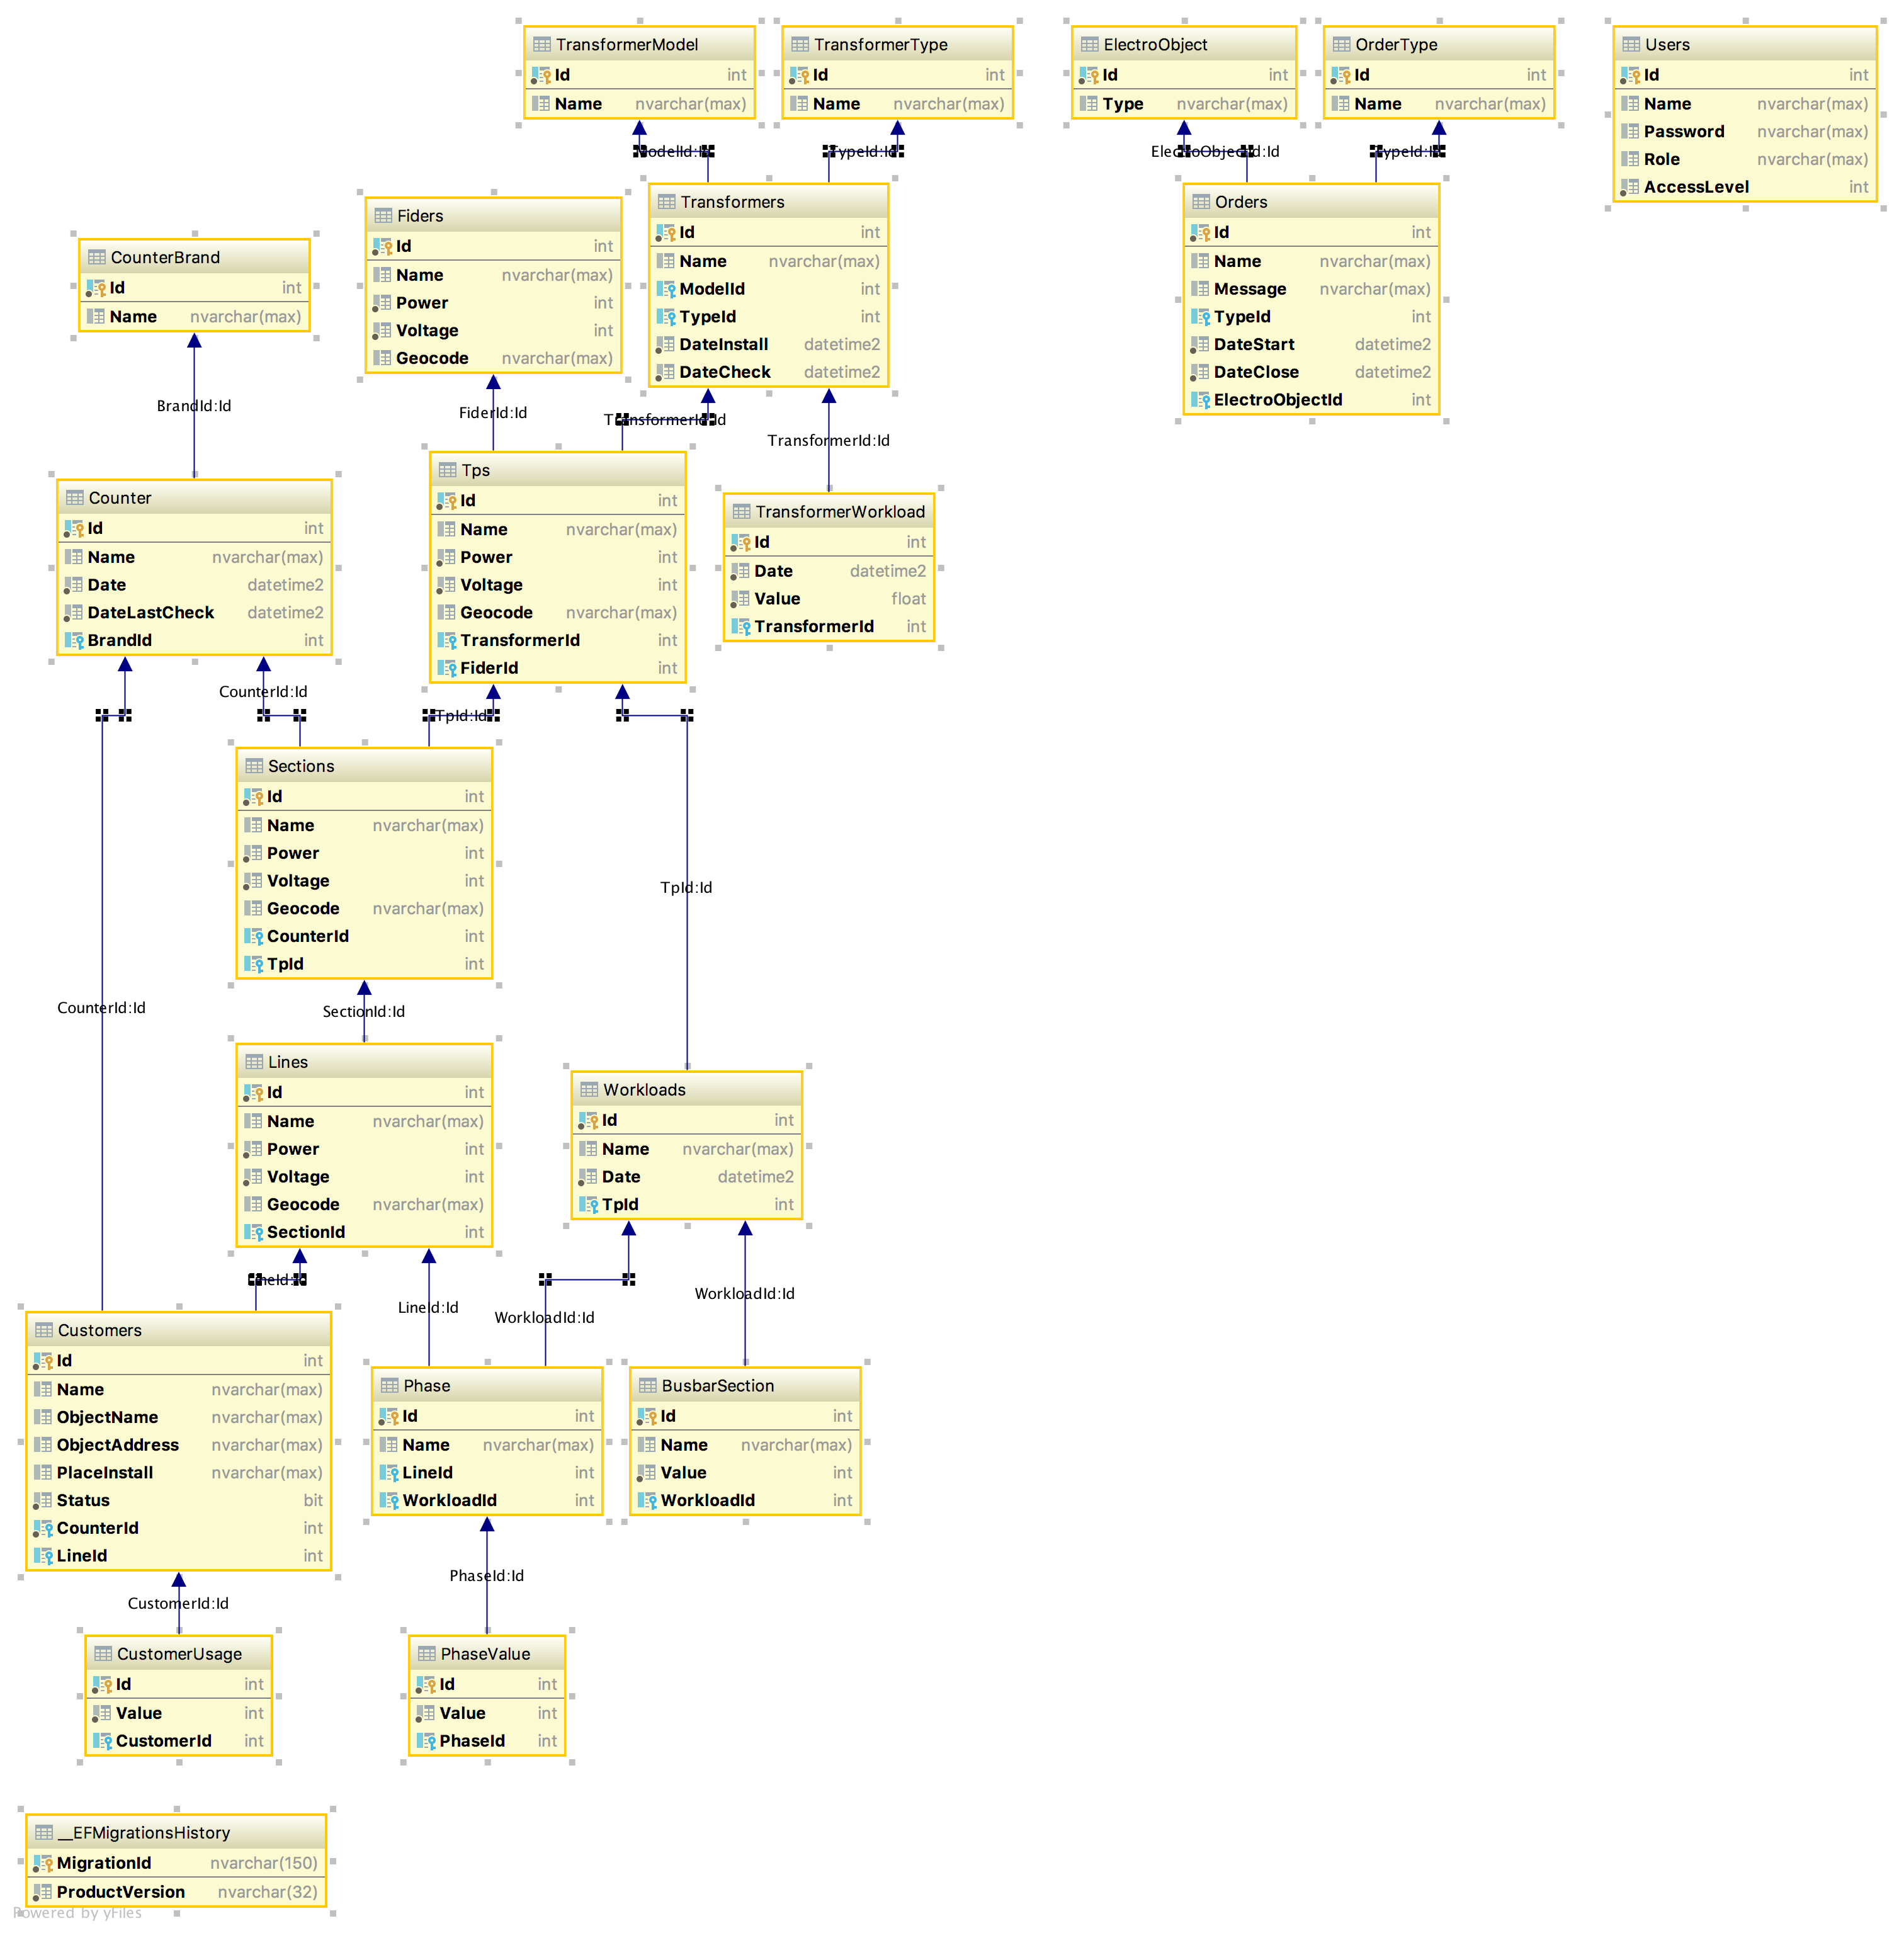 TransformerModel
Id int
Name nvarchar(max)
TransformerType
Id int
Name nvarchar(max)
ElectroObject
Id int
Type nvarchar(max)
OrderType
Id int
Name nvarchar(max)
Users
Id int
Name nvarchar(max)
Password nvarchar(max)
Role nvarchar(max)
AccessLevel int
ModelId:Id
TypeId:Id
ElectroObjectId:Id
TypeId:Id
Fiders
Id int
Name nvarchar(max)
Power int
Voltage int
Geocode nvarchar(max)
Transformers
Id int
Name nvarchar(max)
ModelId int
TypeId int
DateInstall datetime2
DateCheck datetime2
Orders
Id int
Name nvarchar(max)
Message nvarchar(max)
TypeId int
DateStart datetime2
DateClose datetime2
ElectroObjectId int
CounterBrand
Id int
Name nvarchar(max)
BrandId:Id
FiderId:Id
TransformerId:Id
TransformerId:Id
Counter
Id int
Name nvarchar(max)
Date datetime2
DateLastCheck datetime2
BrandId int
Tps
Id int
Name nvarchar(max)
Power int
Voltage int
Geocode nvarchar(max)
TransformerId int
FiderId int
TransformerWorkload
Id int
Date datetime2
Value float
TransformerId int
CounterId:Id
TpId:Id
Sections
Id int
Name nvarchar(max)
Power int
Voltage int
Geocode nvarchar(max)
CounterId int
TpId int
TpId:Id
CounterId:Id
SectionId:Id
Lines
Id int
Name nvarchar(max)
Power int
Voltage int
Geocode nvarchar(max)
SectionId int
Workloads
Id int
Name nvarchar(max)
Date datetime2
TpId int
LineId:Id
LineId:Id
WorkloadId:Id
WorkloadId:Id
Customers
Id int
Name nvarchar(max)
ObjectName nvarchar(max)
ObjectAddress nvarchar(max)
PlaceInstall nvarchar(max)
Status bit
CounterId int
LineId int
Phase
Id int
Name nvarchar(max)
LineId int
WorkloadId int
BusbarSection
Id int
Name nvarchar(max)
Value int
WorkloadId int
CustomerId:Id
PhaseId:Id
CustomerUsage
Id int
Value int
CustomerId int
PhaseValue
Id int
Value int
PhaseId int
__EFMigrationsHistory
MigrationId nvarchar(150)
ProductVersion nvarchar(32)
Powered by yFiles